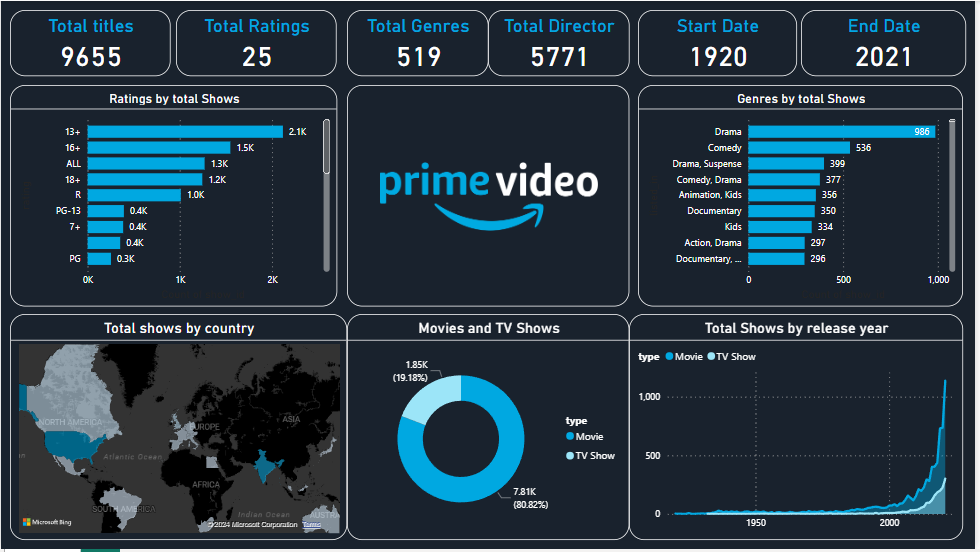 Total titles
9655
Total Ratings
25
Total Genres
519
Total Director
5771
Start Date
1920
End Date
2021
Ratings by total Shows
13+ 2.1K
16+ 1.5K
ALL 1.3K
18+ 1.2K
R 1.0K
PG-13 0.4K
7+ 0.4K
0.4K
PG 0.3K
0K 1K 2K
prime video
Genres by total Shows
Drama 986
Comedy 536
Drama, Suspense 399
Comedy, Drama 377
Animation, Kids 356
Documentary 350
Kids 334
Action, Drama 297
Documentary, ... 296
0 500 1,000
Total shows by country
NORTH AMERICA
EUROPE
ASIA
Atlantic Ocean
AFRICA
SOUTH AMERICA
Indian Ocean
AUST
Microsoft Bing
© 2024 Microsoft Corporation Terms
Movies and TV Shows
1.85K
(19.18%)
7.81K
(80.82%)
type
Movie
TV Show
Total Shows by release year
type Movie TV Show
1,000
500
0
1950 2000